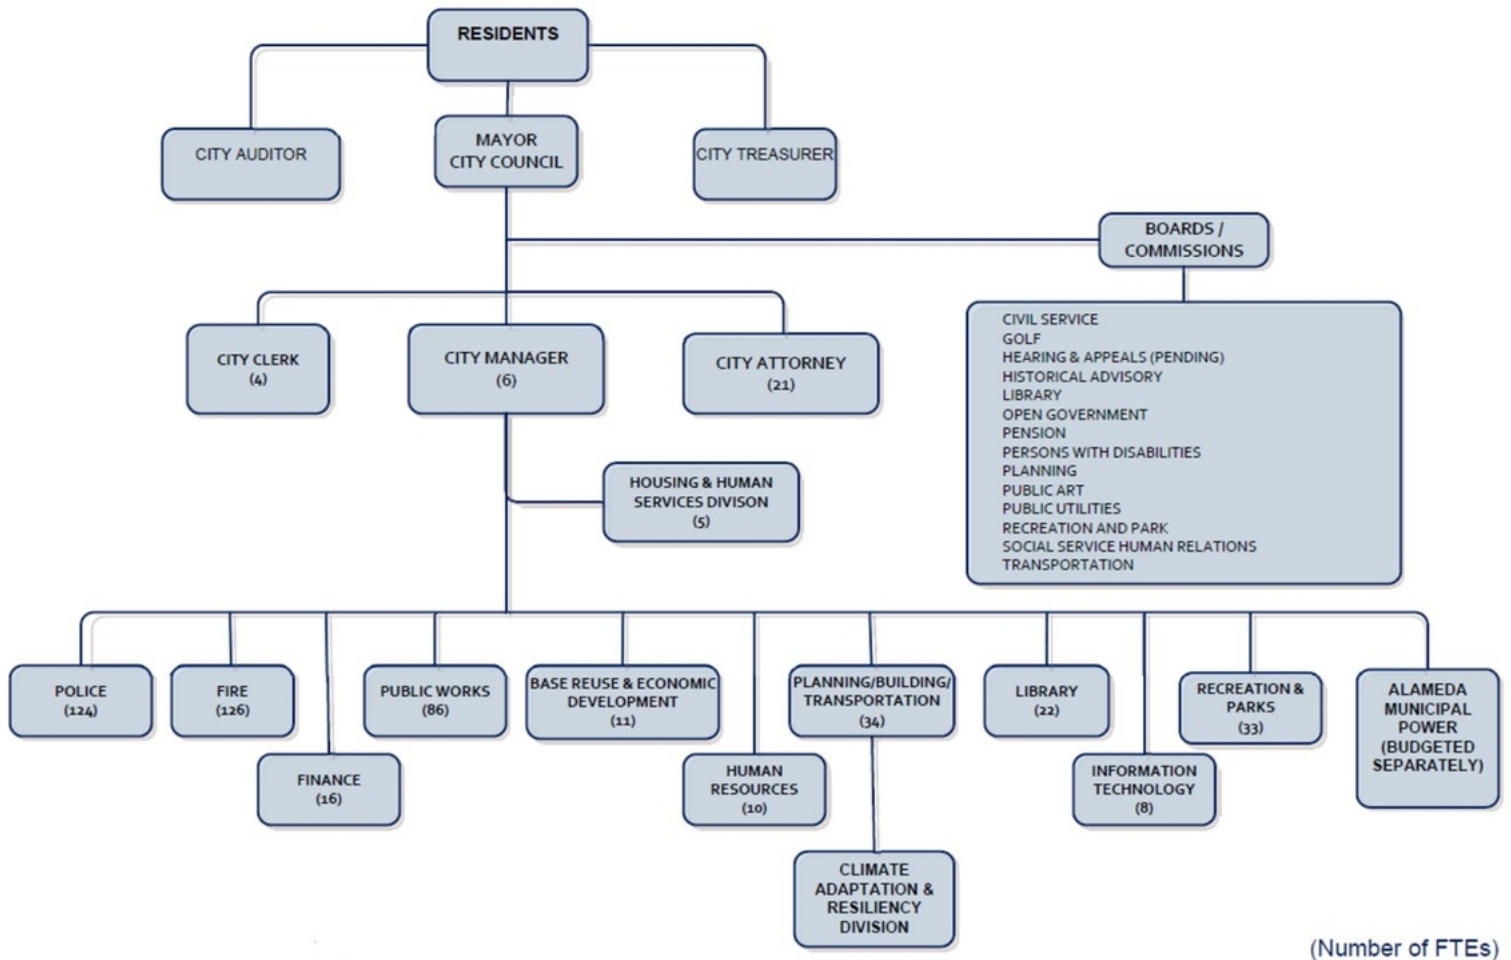 RESIDENTS
CITY AUDITOR
MAYOR
CITY COUNCIL
CITY TREASURER
BOARDS /
COMMISSIONS
CITY CLERK
(4)
CITY MANAGER
(6)
CITY ATTORNEY
(21)
CIVIL SERVICE
GOLF
HEARING & APPEALS (PENDING)
HISTORICAL ADVISORY
LIBRARY
OPEN GOVERNMENT
PENSION
PERSONS WITH DISABILITIES
PLANNING
PUBLIC ART
PUBLIC UTILITIES
RECREATION AND PARK
SOCIAL SERVICE HUMAN RELATIONS
TRANSPORTATION
HOUSING & HUMAN
SERVICES DIVISON
(5)
POLICE
(124)
FIRE
(126)
FINANCE
(16)
PUBLIC WORKS
(86)
BASE REUSE & ECONOMIC
DEVELOPMENT
(11)
HUMAN
RESOURCES
(10)
PLANNING/BUILDING/
TRANSPORTATION
(34)
CLIMATE
ADAPTATION &
RESILIENCY
DIVISION
LIBRARY
(22)
INFORMATION
TECHNOLOGY
(8)
RECREATION &
PARKS
(33)
ALAMEDA
MUNICIPAL
POWER
(BUDGETED
SEPARATELY)
(Number of FTEs)